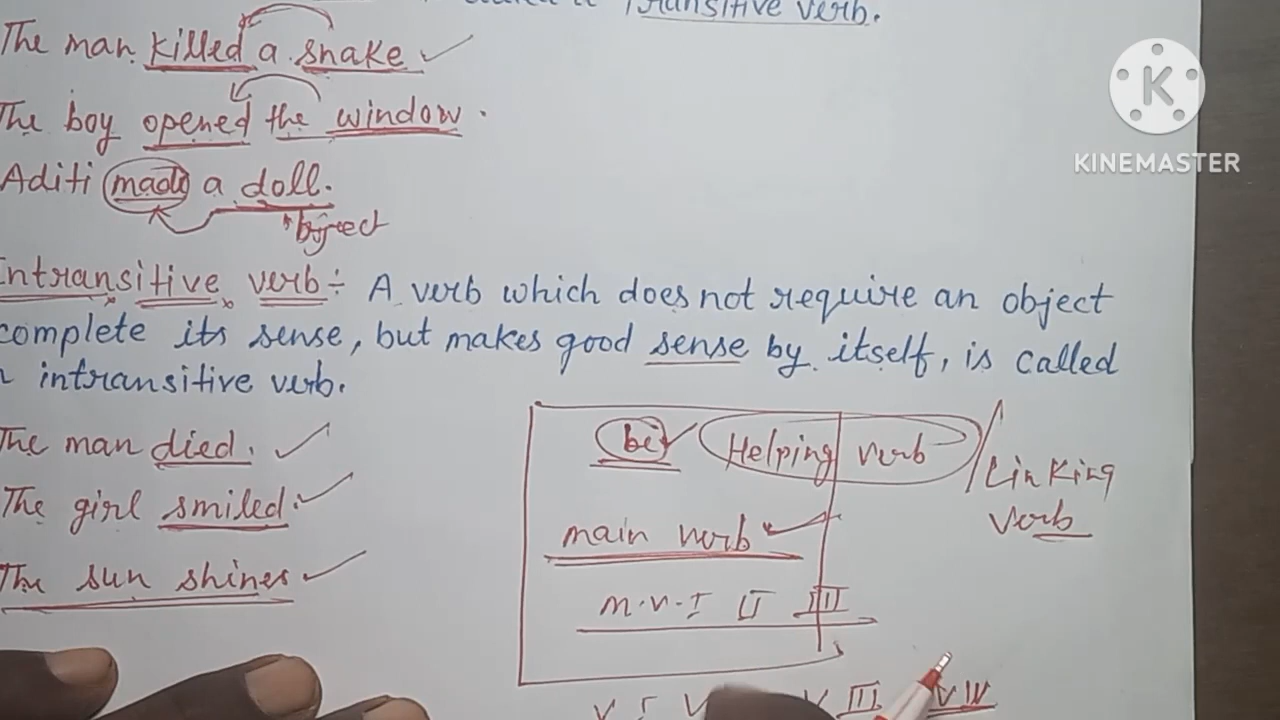 Transitive verb.
The man killed a snake ✓
The boy opened the window.
Aditi made a doll.
object
Intransitive verb÷ A verb which does not require an object
complete its sense, but makes good sense by itself, is called
intransitive verb.
The man died. ✓
The girl smiled. ✓
The sun shines ✓
be ✓ Helping verb / Linking
verb
main verb ✓
m.v.I II III
V I V V III V IV
K
KINEMASTER